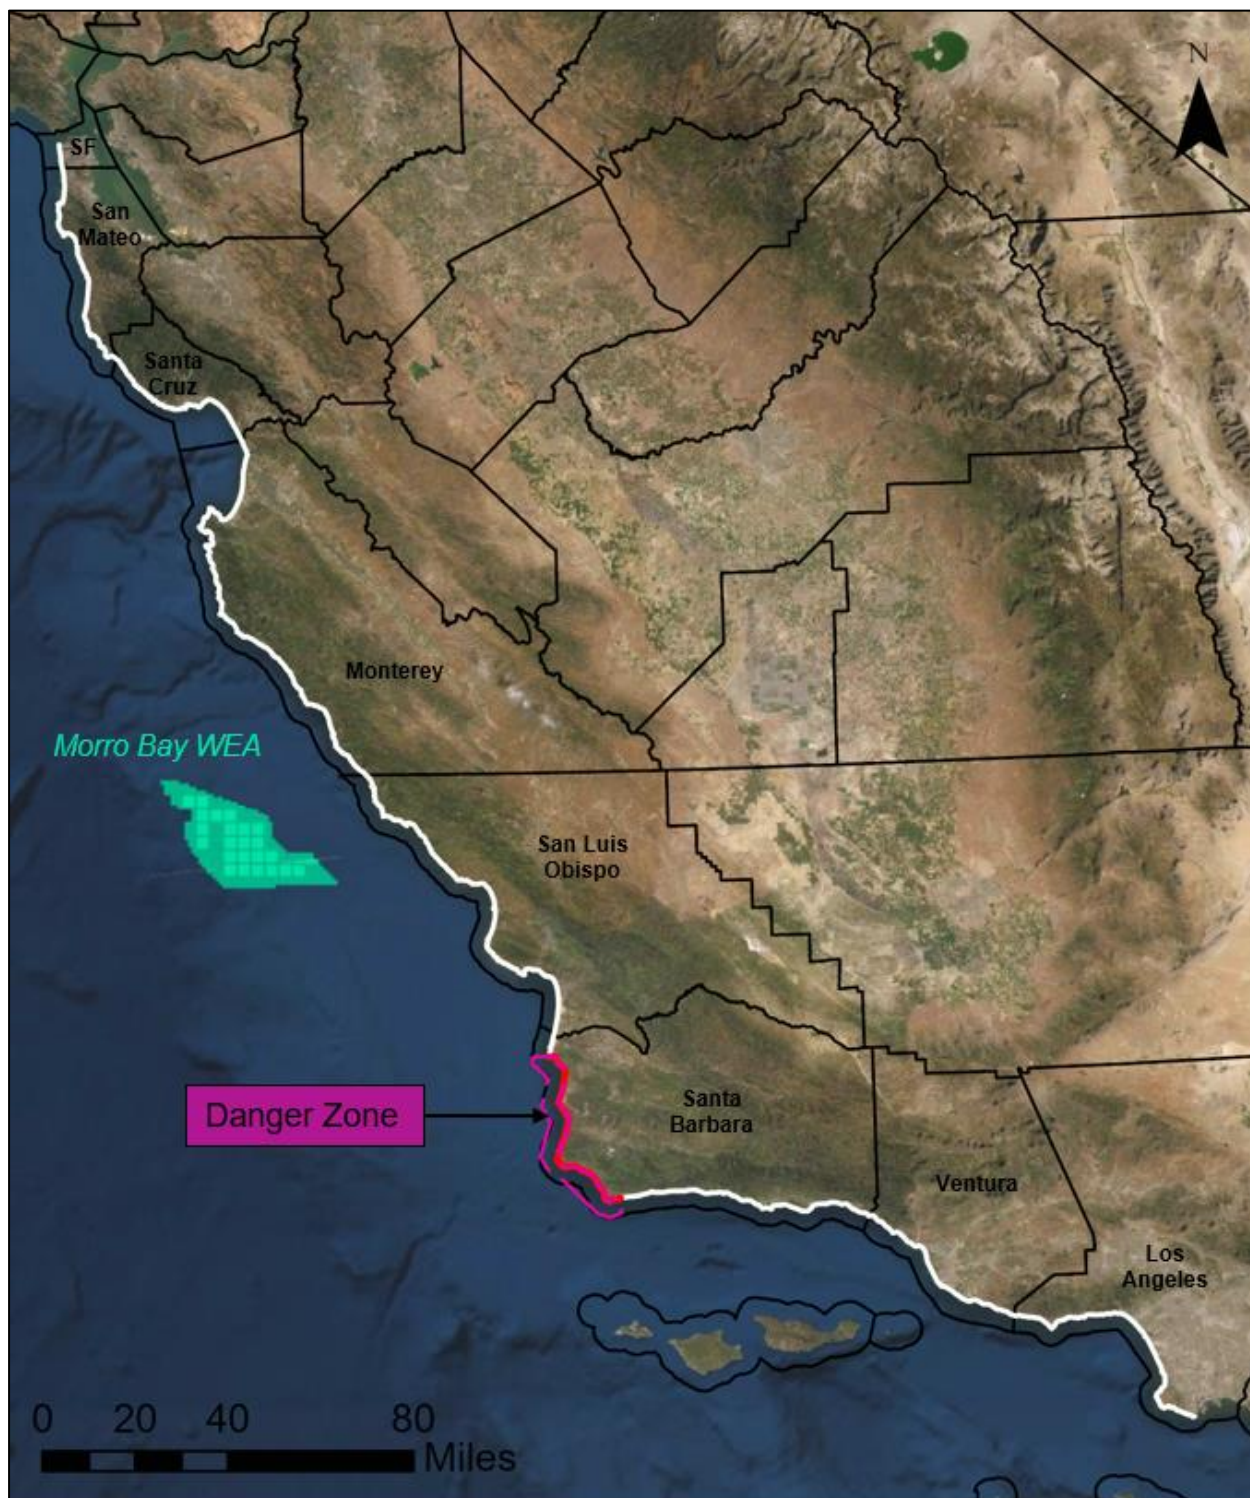 N
SF
San
Mateo
Santa
Cruz
Monterey
Morro Bay WEA
San Luis
Obispo
Danger Zone
Santa
Barbara
Ventura
Los
Angeles
0 20 40 80
Miles